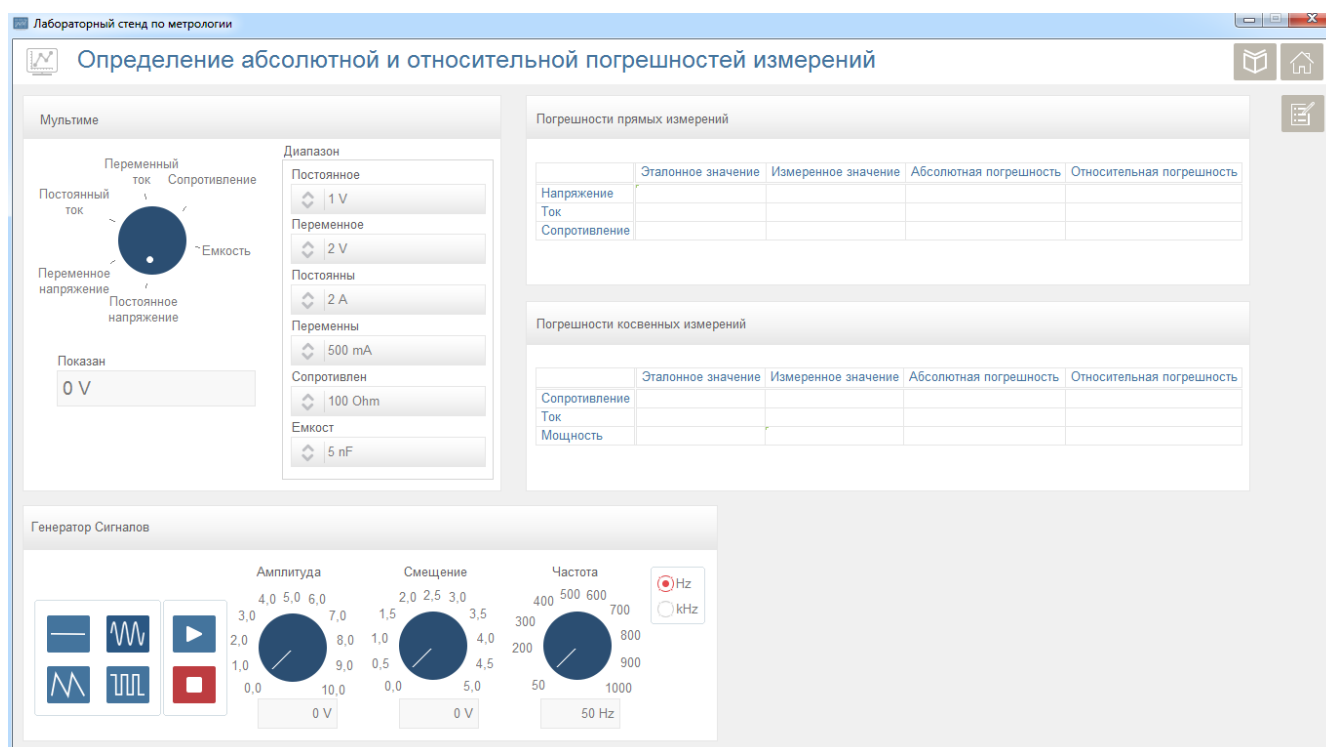 Лабораторный стенд по метрологии
Определение абсолютной и относительной погрешностей измерений
Мультиме
Переменный
ток
Сопротивление
Постоянный
ток
Емкость
Переменное
напряжение
Постоянное
напряжение
Показан
0 V
Диапазон
Постоянное
1 V
Переменное
2 V
Постоянны
2 A
Переменны
500 mA
Сопротивлен
100 Ohm
Емкост
5 nF
Погрешности прямых измерений
Эталонное значение Измеренное значение Абсолютная погрешность Относительная погрешность
Напряжение
Ток
Сопротивление
Погрешности косвенных измерений
Эталонное значение Измеренное значение Абсолютная погрешность Относительная погрешность
Сопротивление
Ток
Мощность
Генератор Сигналов
Амплитуда
4,0 5,0 6,0
3,0 7,0
2,0 8,0
1,0 9,0
0,0 10,0
0 V
Смещение
2,0 2,5 3,0
1,5 3,5
1,0 4,0
0,5 4,5
0,0 5,0
0 V
Частота
400 500 600
300 700
200 800
900
50 1000
50 Hz
Hz
kHz